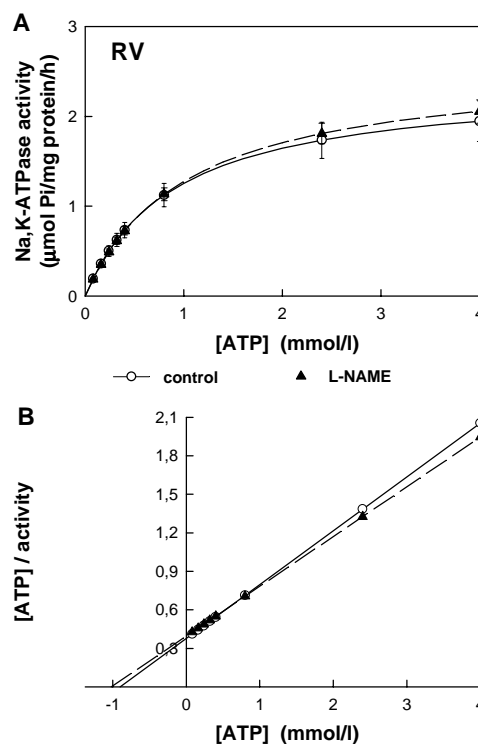 A
RV
Na,K-ATPase activity
(μmol Pi/mg protein/h)
3
2
1
0
0 1 2 3 4
[ATP] (mmol/l)
control L-NAME
B
[ATP] / activity
2,1
1,8
1,5
1,2
0,9
0,6
0,3
-1 0 1 2 3 4
[ATP] (mmol/l)